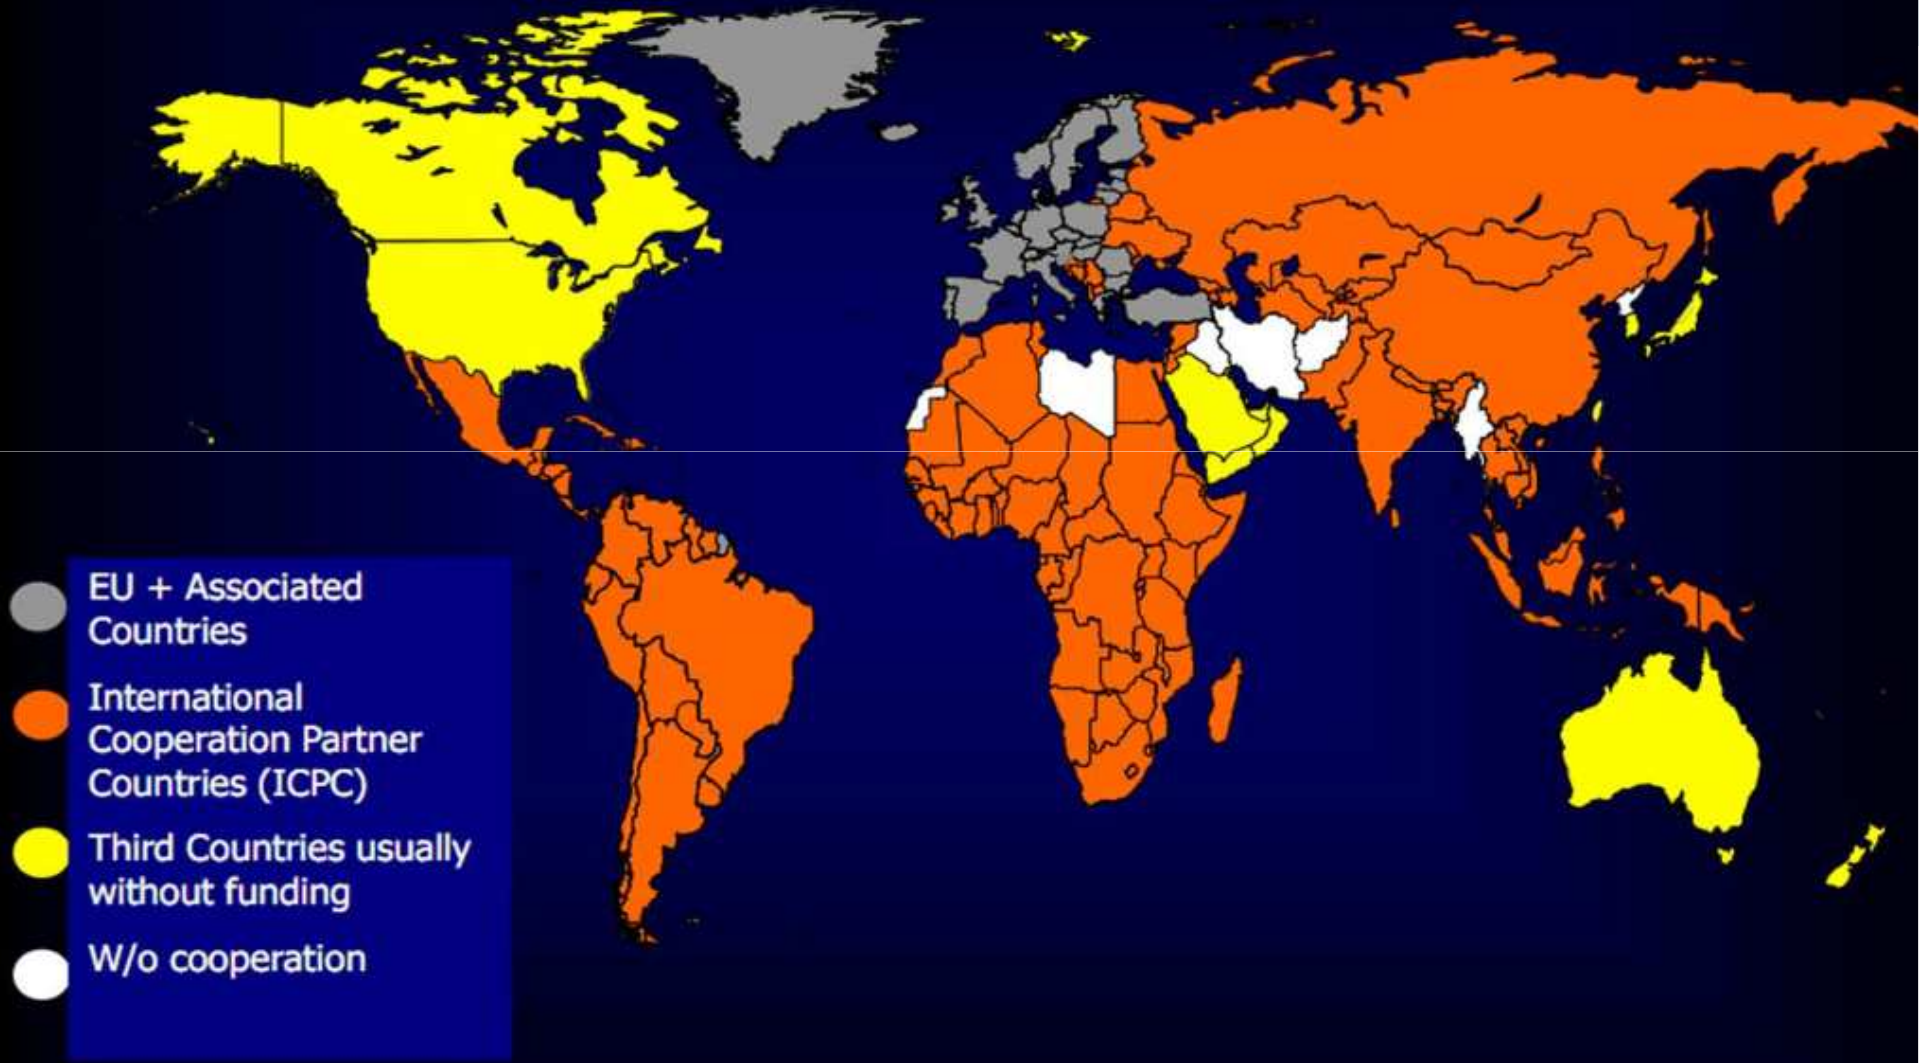 EU + Associated
Countries
International
Cooperation Partner
Countries (ICPC)
Third Countries usually
without funding
W/o cooperation